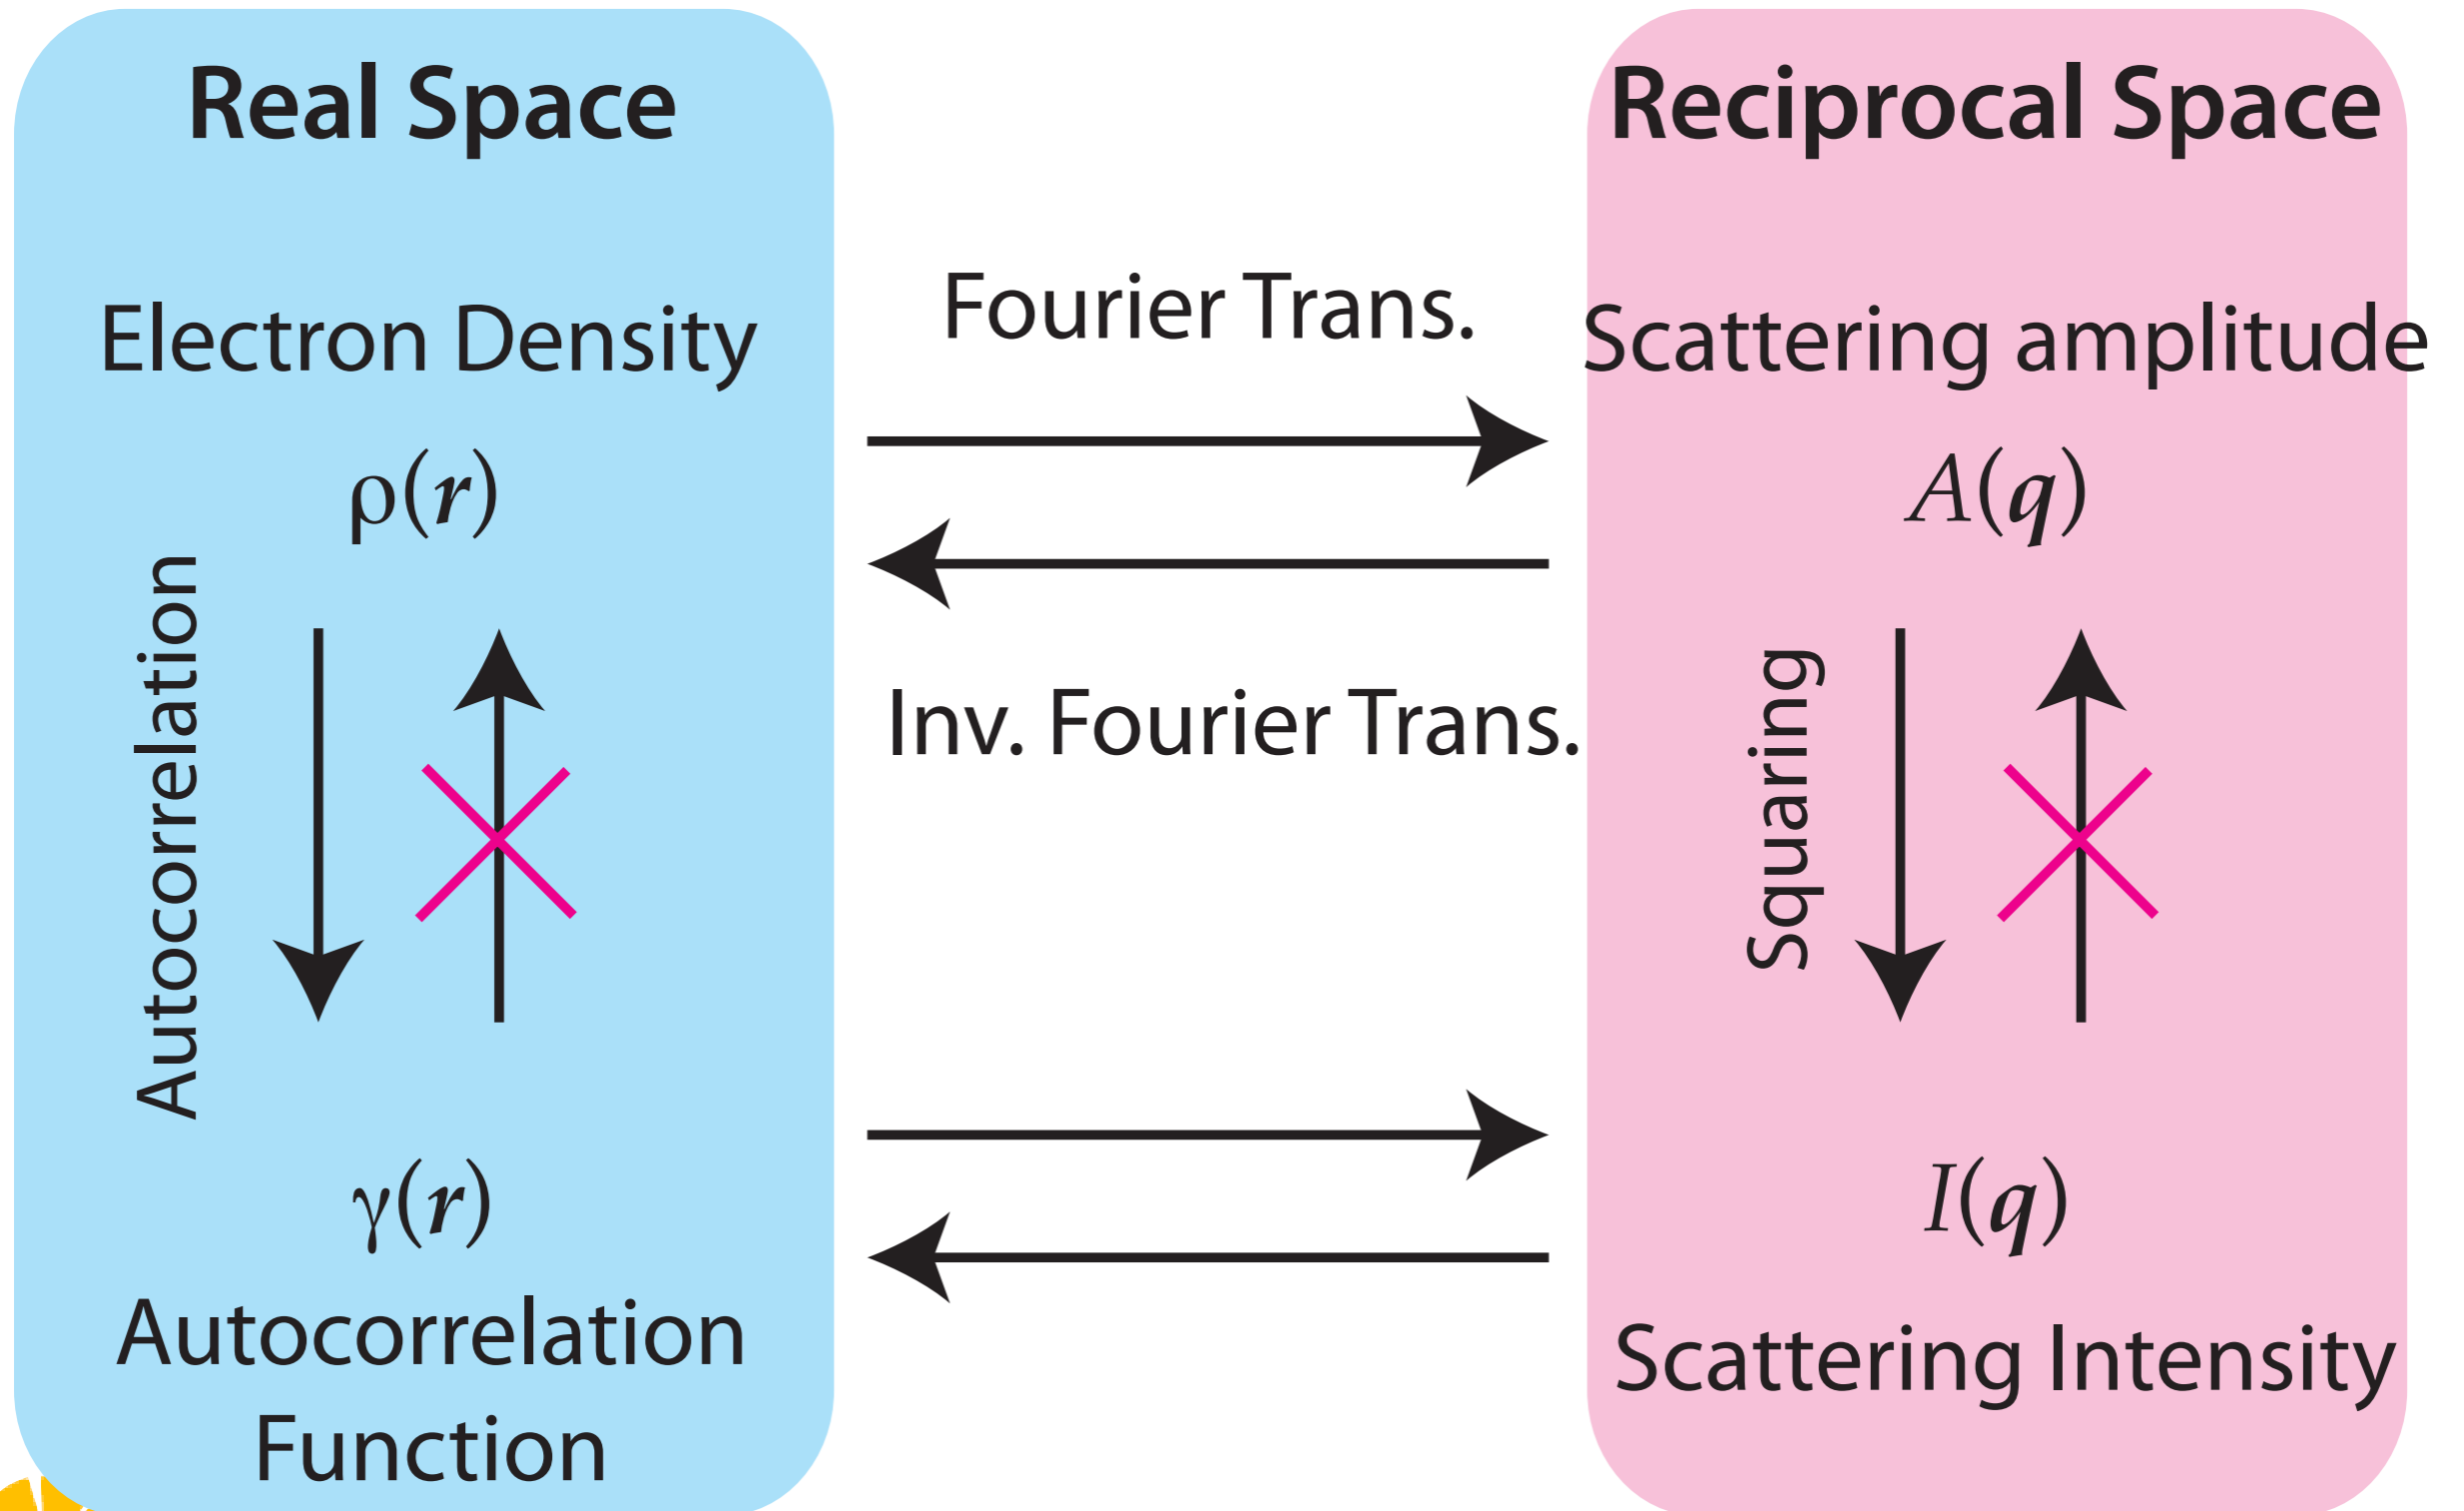 Real Space
Reciprocal Space
Electron Density
Fourier Trans.
Scattering amplitude
ρ(r)
A(q)
Autocorrelation
Inv. Fourier Trans.
Squaring
γ(r)
I(q)
Autocorrelation
Function
Scattering Intensity